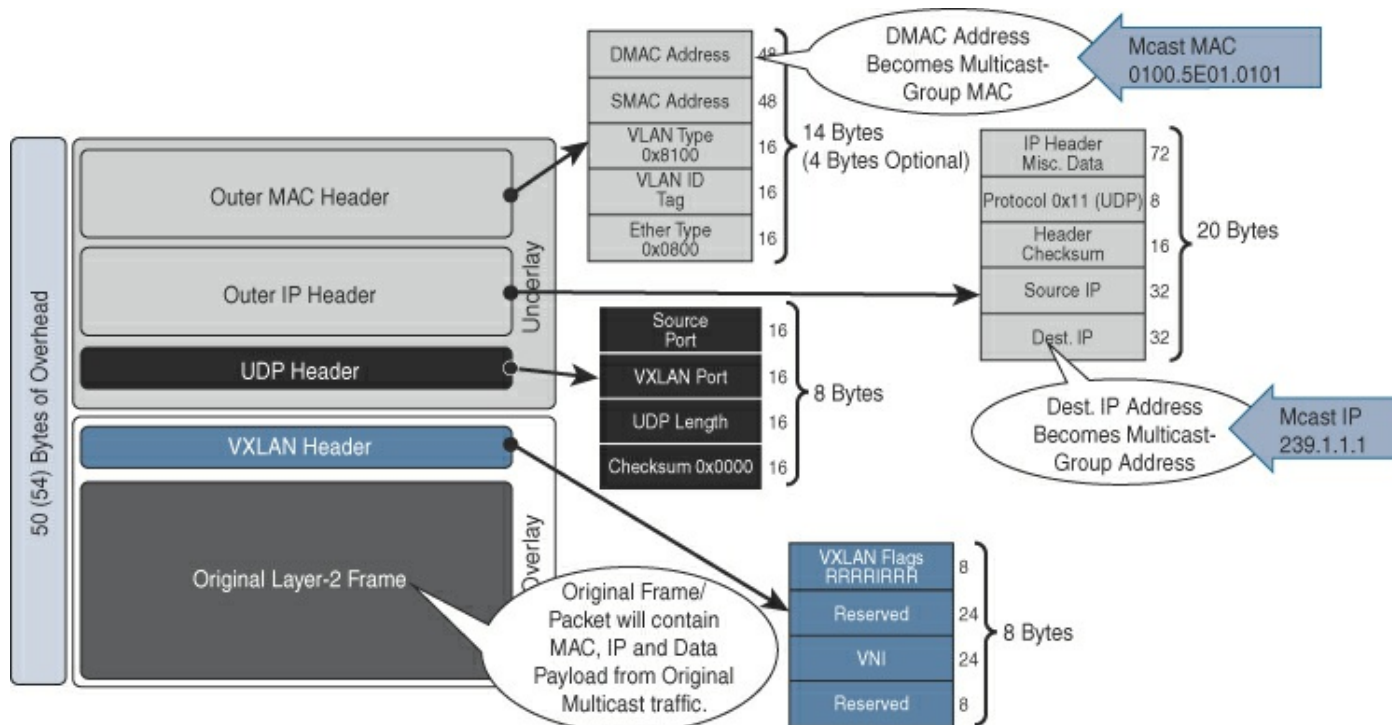 50 (54) Bytes of Overhead
Outer MAC Header
Outer IP Header
UDP Header
Underlay
VXLAN Header
Original Layer-2 Frame
Overlay
DMAC Address
48
SMAC Address
48
VLAN Type
0x8100
16
VLAN ID
Tag
16
Ether Type
0x0800
16
14 Bytes
(4 Bytes Optional)
DMAC Address
Becomes Multicast-
Group MAC
Mcast MAC
0100.5E01.0101
IP Header
Misc. Data
72
Protocol 0x11 (UDP)
8
Header
Checksum
16
Source IP
32
Dest. IP
32
20 Bytes
Dest. IP Address
Becomes Multicast-
Group Address
Mcast IP
239.1.1.1
Source
Port
16
VXLAN Port
16
UDP Length
16
Checksum 0x0000
16
8 Bytes
Original Frame/
Packet will contain
MAC, IP and Data
Payload from Original
Multicast traffic.
VXLAN Flags
RRRRIRRR
8
Reserved
24
VNI
24
Reserved
8
8 Bytes